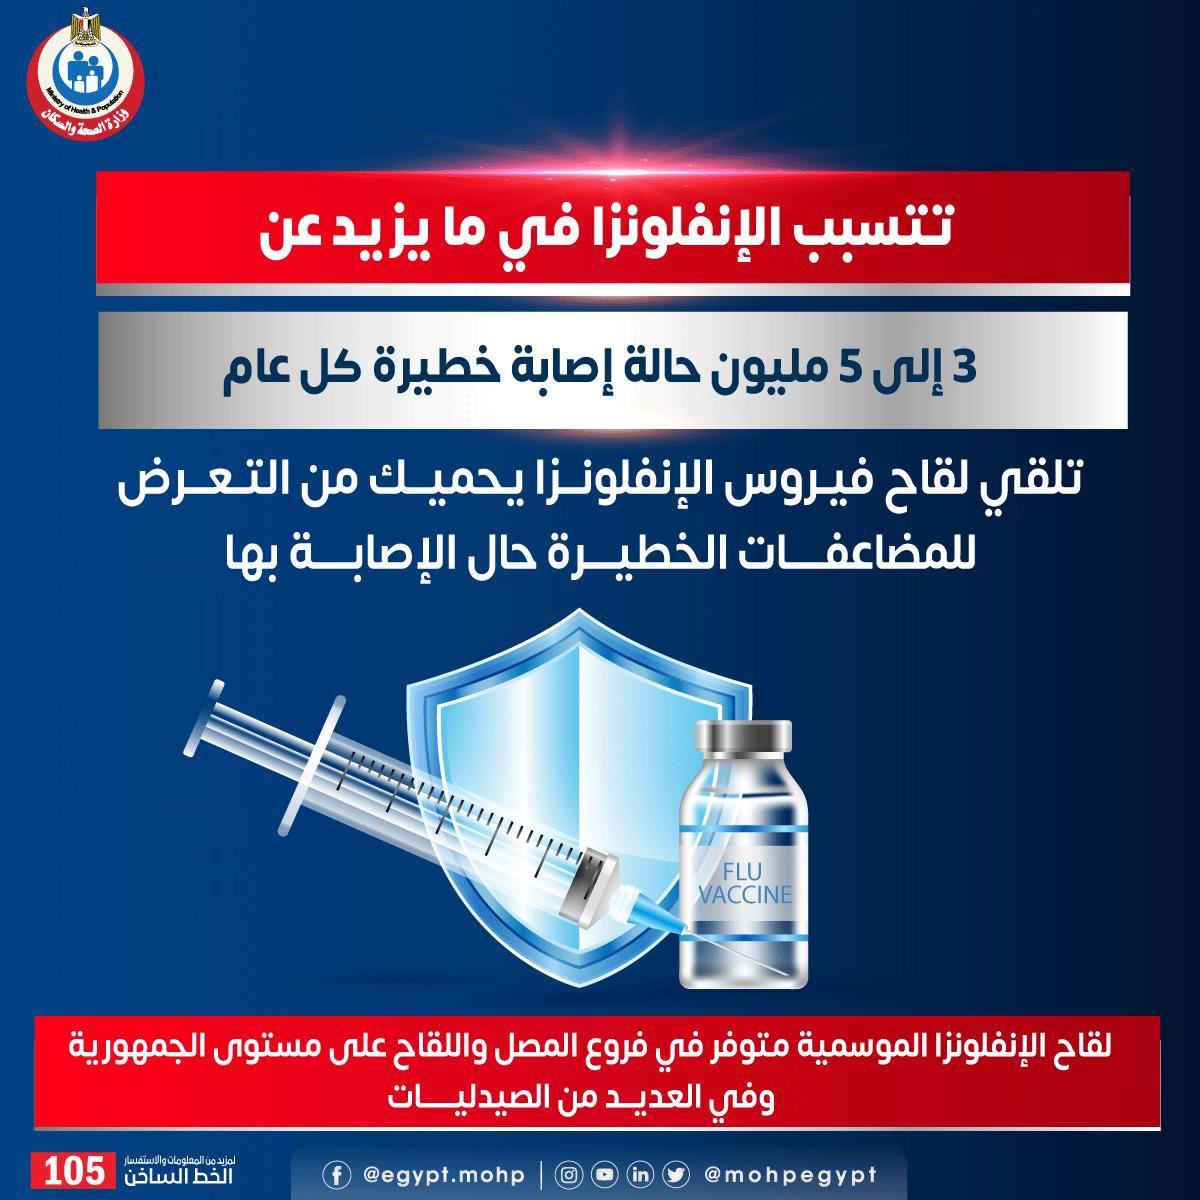 Ministry of Health & Population
وزارة الصحة والسكان
تتسبب الإنفلونزا في ما يزيد عن
3 إلى 5 مليون حالة إصابة خطيرة كل عام
تلقي لقاح فيروس الإنفلونزا يحميك من التعرض
للمضاعفات الخطيرة حال الإصابة بها
FLU
VACCINE
لقاح الإنفلونزا الموسمية متوفر في فروع المصل واللقاح على مستوى الجمهورية
وفي العديد من الصيدليات
لمزيد من المعلومات والاستفسار
الخط الساخن
105
@egypt.mohp | @mohpegypt